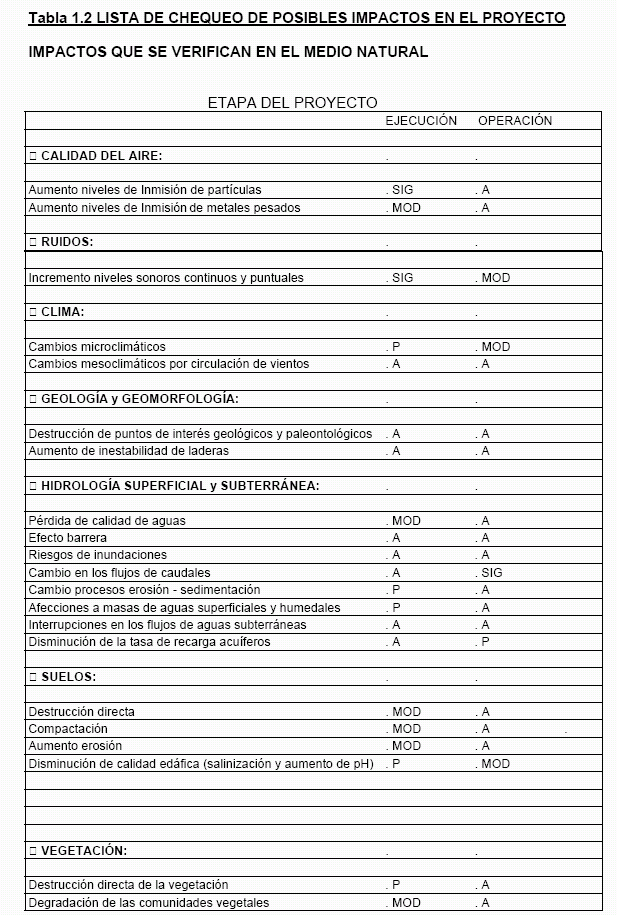 Tabla 1.2 LISTA DE CHEQUEO DE POSIBLES IMPACTOS EN EL PROYECTO
IMPACTOS QUE SE VERIFICAN EN EL MEDIO NATURAL
ETAPA DEL PROYECTO
EJECUCIÓN OPERACIÓN
□ CALIDAD DEL AIRE: . .
Aumento niveles de Inmisión de partículas . SIG . A
Aumento niveles de Inmisión de metales pesados . MOD . A
□ RUIDOS: . .
Incremento niveles sonoros continuos y puntuales . SIG . MOD
□ CLIMA: . .
Cambios microclimáticos . P . MOD
Cambios mesoclimáticos por circulación de vientos . A . A
□ GEOLOGÍA y GEOMORFOLOGÍA: . .
Destrucción de puntos de interés geológicos y paleontológicos . A . A
Aumento de inestabilidad de laderas . A . A
□ HIDROLOGÍA SUPERFICIAL y SUBTERRÁNEA: . .
Pérdida de calidad de aguas . MOD . A
Efecto barrera . A . A
Riesgos de inundaciones . A . A
Cambio en los flujos de caudales . A . SIG
Cambio procesos erosión - sedimentación . P . A
Afecciones a masas de aguas superficiales y humedales . P . A
Interrupciones en los flujos de aguas subterráneas . A . A
Disminución de la tasa de recarga acuíferos . A . P
□ SUELOS: . .
Destrucción directa . MOD . A
Compactación . MOD . A .
Aumento erosión . MOD . A
Disminución de calidad edáfica (salinización y aumento de pH) . P . MOD
□ VEGETACIÓN: . .
Destrucción directa de la vegetación . P . A
Degradación de las comunidades vegetales . MOD . A